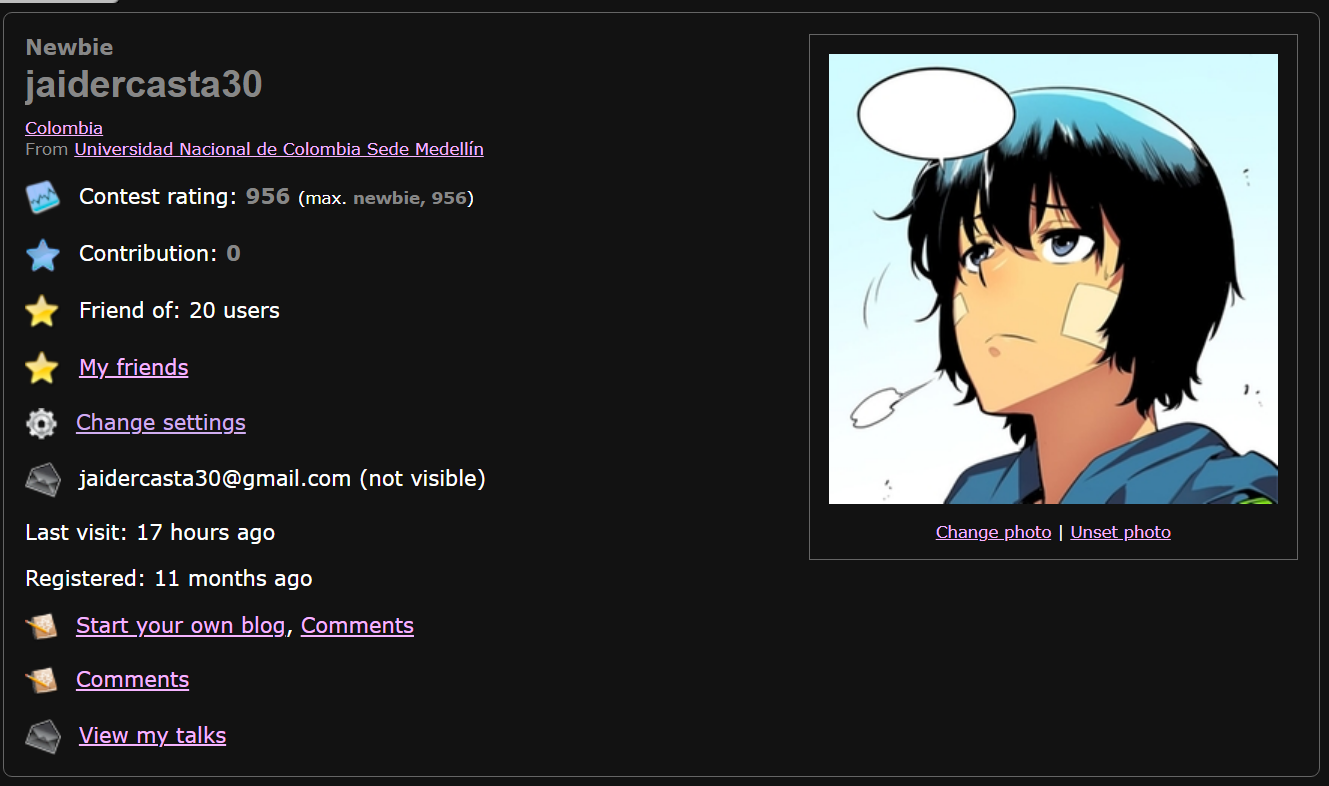 Newbie
jaidercasta30
Colombia
From Universidad Nacional de Colombia Sede Medellín
Contest rating: 956 (max. newbie, 956)
Contribution: 0
Friend of: 20 users
My friends
Change settings
jaidercasta30@gmail.com (not visible)
Last visit: 17 hours ago
Registered: 11 months ago
Start your own blog, Comments
Comments
View my talks
Change photo | Unset photo